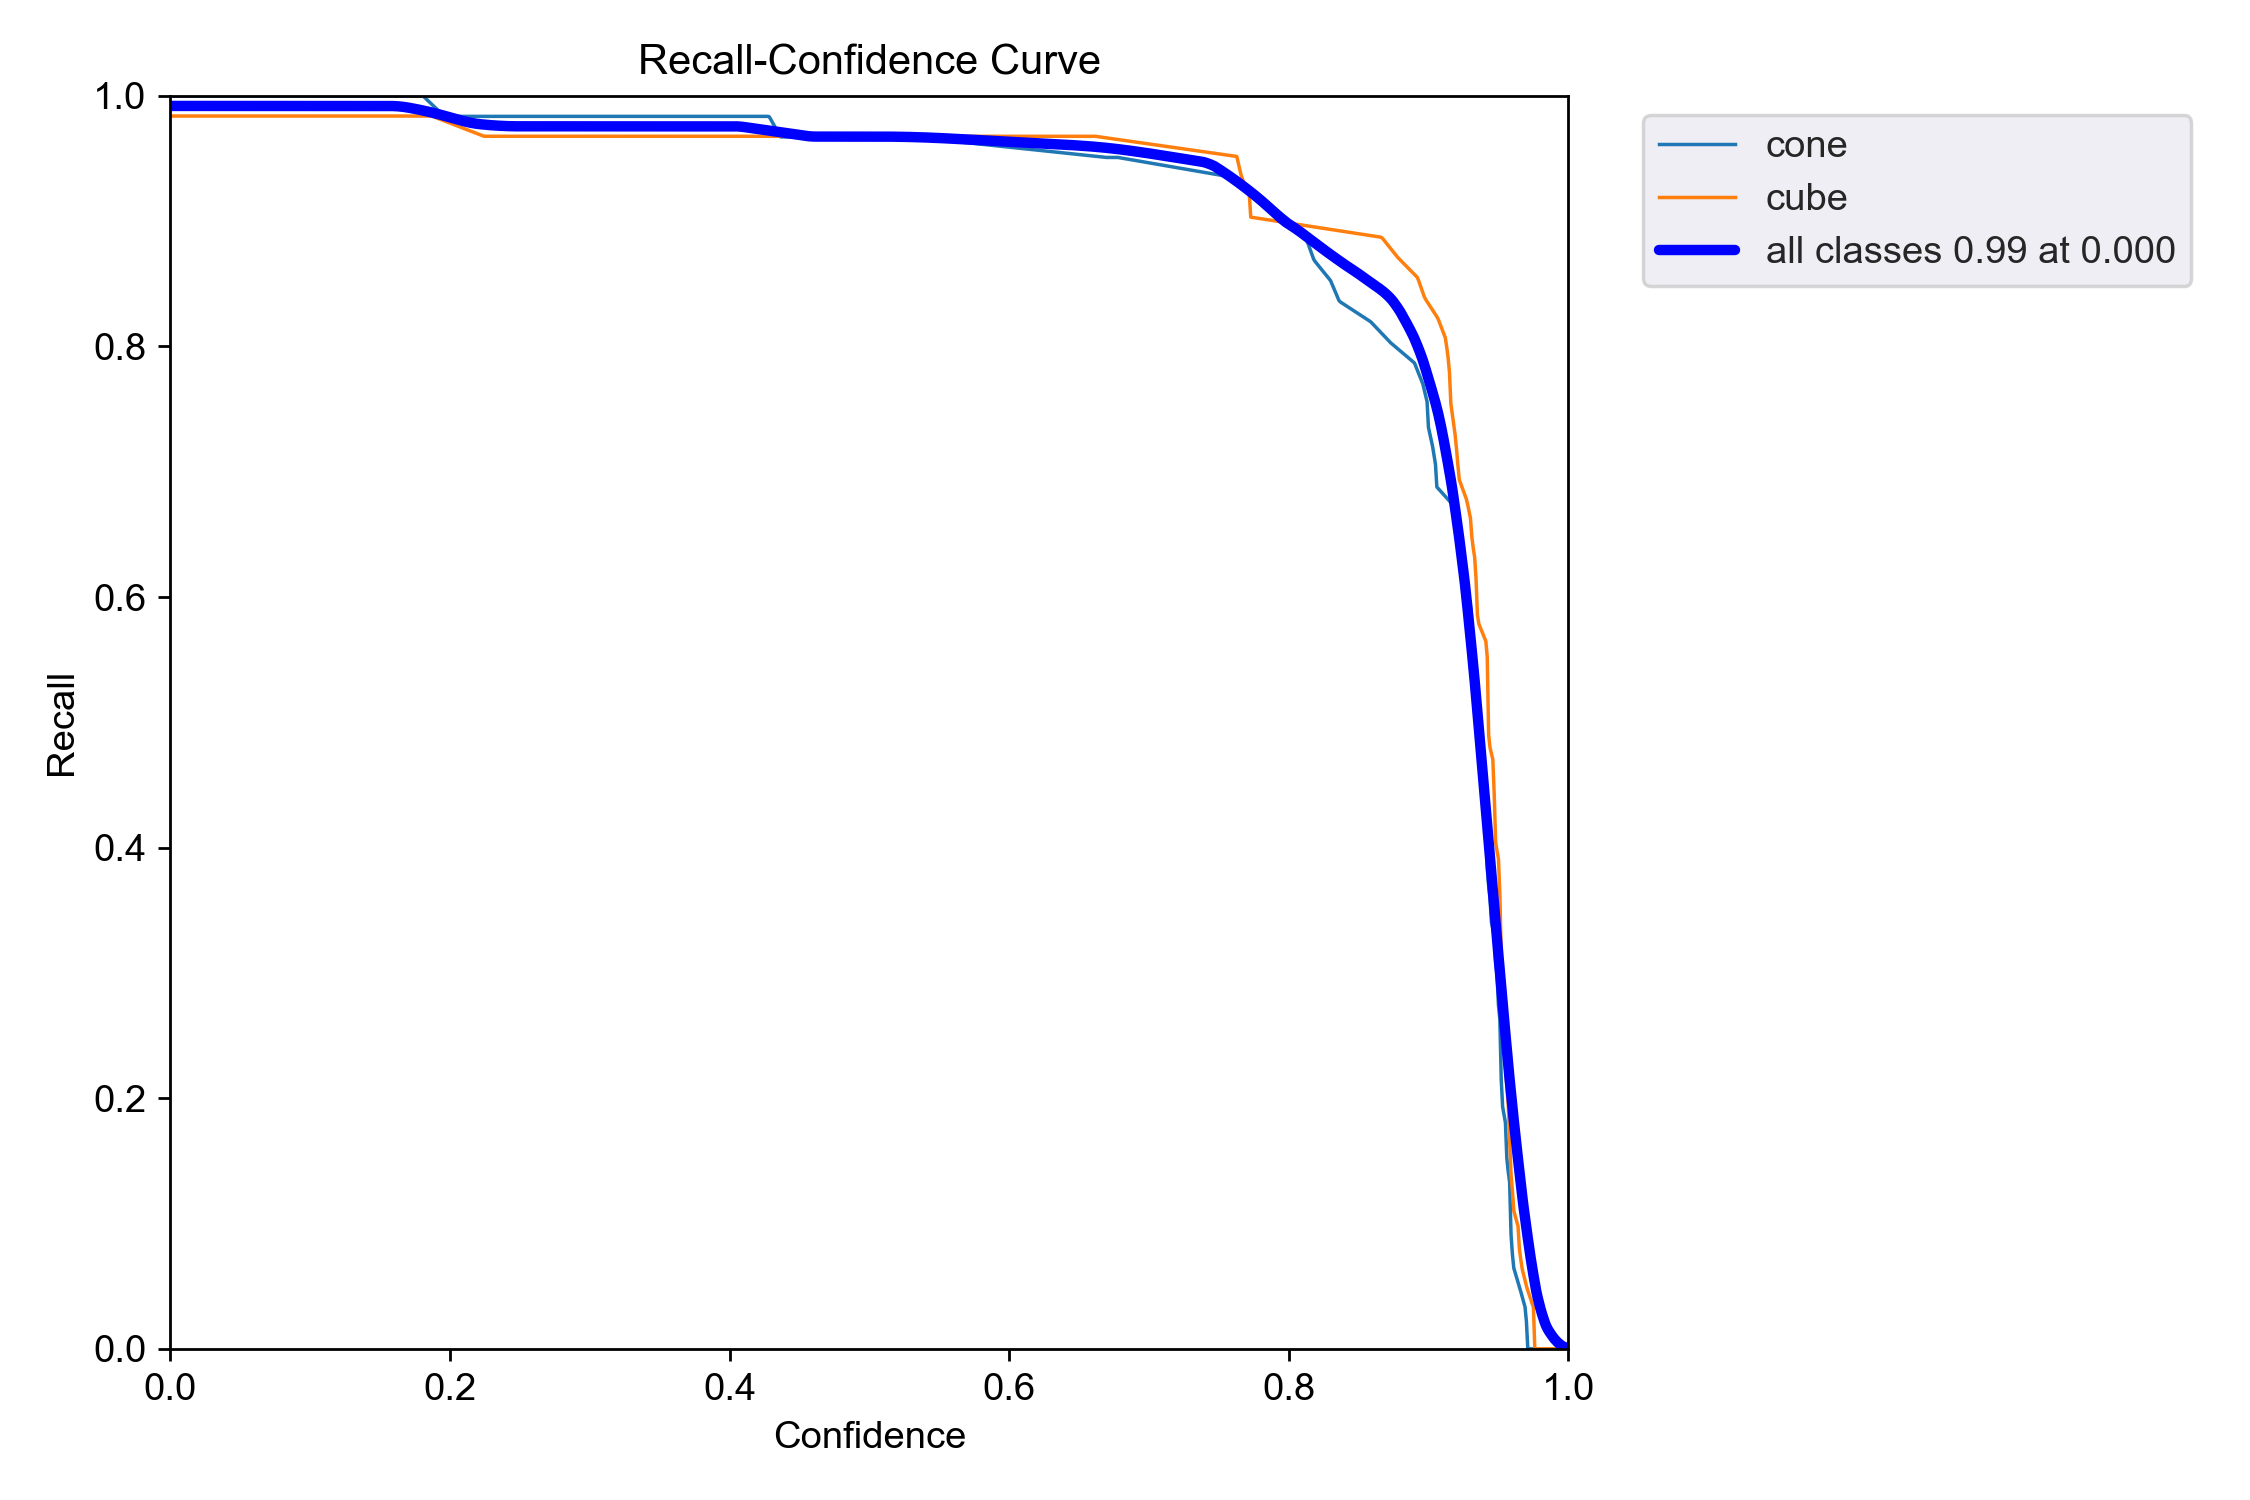 Recall-Confidence Curve
1.0
0.8
0.6
0.4
0.2
0.0
Recall
0.0 0.2 0.4 0.6 0.8 1.0
Confidence
cone
cube
all classes 0.99 at 0.000